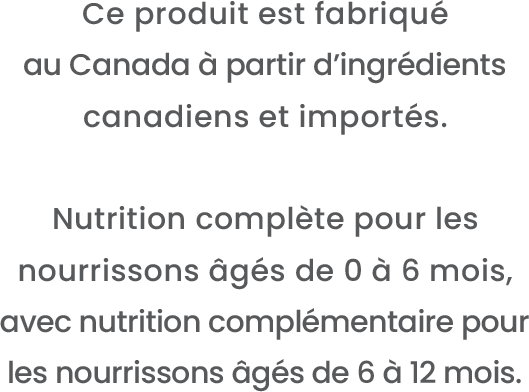 Ce produit est fabriqué
au Canada à partir d’ingrédients
canadiens et importés.
Nutrition complète pour les
nourrissons âgés de 0 à 6 mois,
avec nutrition complémentaire pour
les nourrissons âgés de 6 à 12 mois.